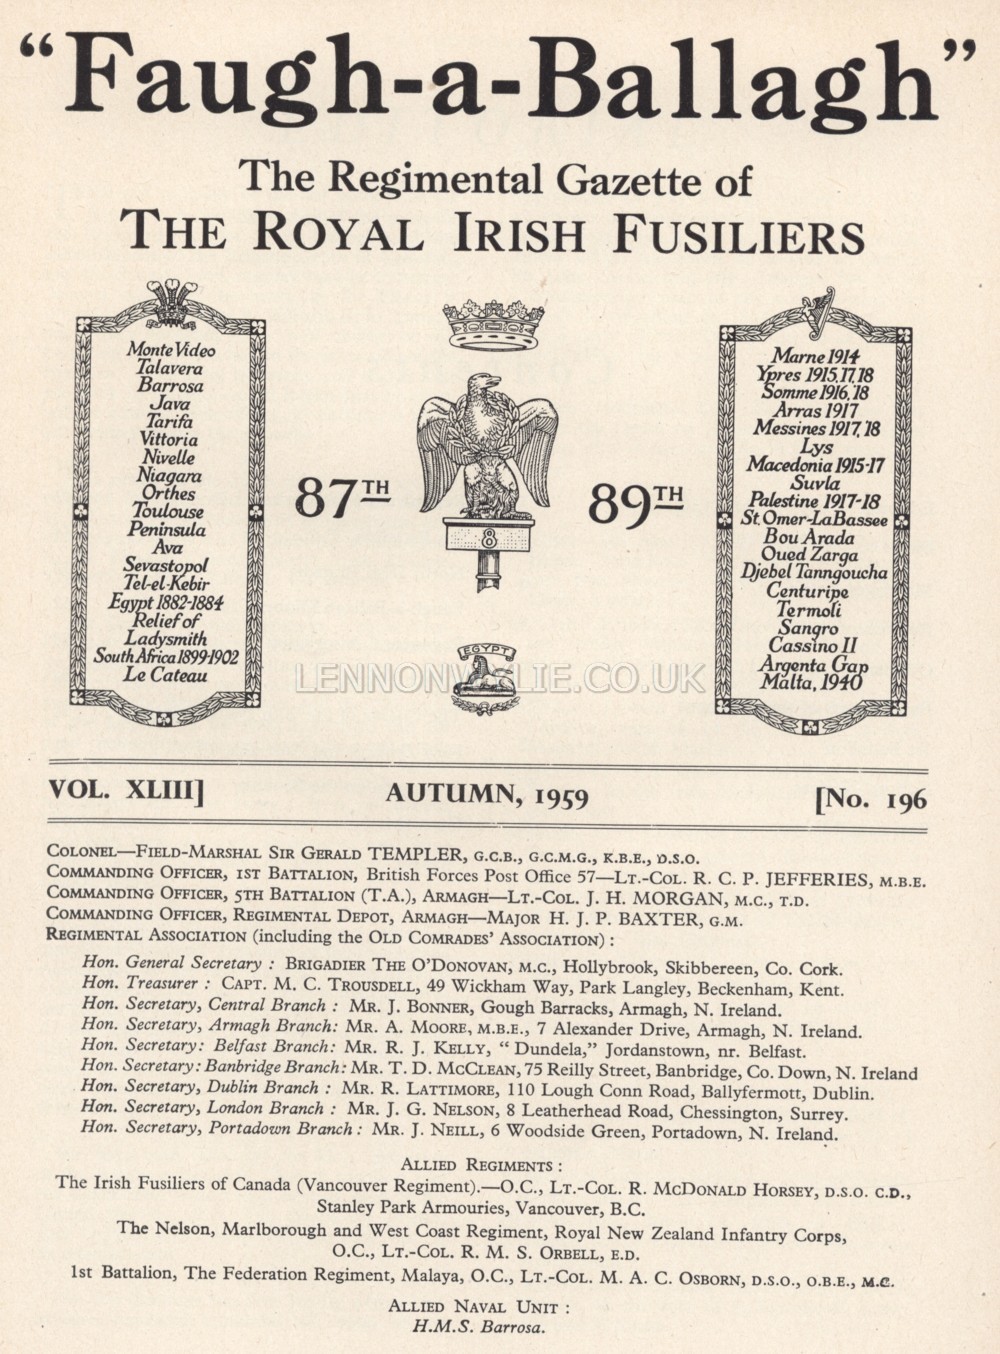 "Faugh-a-Ballagh"
The Regimental Gazette of
THE ROYAL IRISH FUSILIERS
Monte Video
Talavera
Barrosa
Java
Tarifa
Vittoria
Nivelle
Niagara
Orthes
Toulouse
Peninsula
Ava
Sevastopol
Tel-el-Kebir
Egypt 1882-1884
Relief of
Ladysmith
South Africa 1899-1902
Le Cateau
87TH
8
EGYPT
89TH
Marne 1914
Ypres 1915,17,18
Somme 1916,18
Arras 1917
Messines 1917,18
Lys
Macedonia 1915-17
Suvla
Palestine 1917-18
St. Omer-La Bassee
Bou Arada
Oued Zarga
Djebel Tanngoucha
Centuripe
Termoli
Sangro
Cassino II
Argenta Gap
Malta, 1940
LENNONWYLIE.CO.UK
VOL. XLIII] AUTUMN, 1959 [No. 196
COLONEL—FIELD-MARSHAL SIR GERALD TEMPLER, G.C.B., G.C.M.G., K.B.E., D.S.O.
COMMANDING OFFICER, 1ST BATTALION, British Forces Post Office 57—LT.-COL. R. C. P. JEFFERIES, M.B.E.
COMMANDING OFFICER, 5TH BATTALION (T.A.), ARMAGH—LT.-COL. J. H. MORGAN, M.C., T.D.
COMMANDING OFFICER, REGIMENTAL DEPOT, ARMAGH—MAJOR H. J. P. BAXTER, G.M.
REGIMENTAL ASSOCIATION (including the OLD COMRADES' ASSOCIATION) :
Hon. General Secretary : BRIGADIER THE O'DONOVAN, M.C., Hollybrook, Skibbereen, Co. Cork.
Hon. Treasurer : CAPT. M. C. TROUSDELL, 49 Wickham Way, Park Langley, Beckenham, Kent.
Hon. Secretary, Central Branch : MR. J. BONNER, Gough Barracks, Armagh, N. Ireland.
Hon. Secretary, Armagh Branch: MR. A. MOORE, M.B.E., 7 Alexander Drive, Armagh, N. Ireland.
Hon. Secretary: Belfast Branch: MR. R. J. KELLY, " Dundela," Jordanstown, nr. Belfast.
Hon. Secretary: Banbridge Branch: MR. T. D. MCCLEAN, 75 Reilly Street, Banbridge, Co. Down, N. Ireland
Hon. Secretary, Dublin Branch : MR. R. LATTIMORE, 110 Lough Conn Road, Ballyfermott, Dublin.
Hon. Secretary, London Branch : MR. J. G. NELSON, 8 Leatherhead Road, Chessington, Surrey.
Hon. Secretary, Portadown Branch : MR. J. NEILL, 6 Woodside Green, Portadown, N. Ireland.
ALLIED REGIMENTS :
The Irish Fusiliers of Canada (Vancouver Regiment).—O.C., LT.-COL. R. MCDONALD HORSEY, D.S.O. C.D.,
Stanley Park Armouries, Vancouver, B.C.
The Nelson, Marlborough and West Coast Regiment, Royal New Zealand Infantry Corps,
O.C., LT.-COL. R. M. S. ORBELL, E.D.
1st Battalion, The Federation Regiment, Malaya, O.C., LT.-COL. M. A. C. OSBORN, D.S.O., O.B.E., M.C.
ALLIED NAVAL UNIT :
H.M.S. Barrosa.